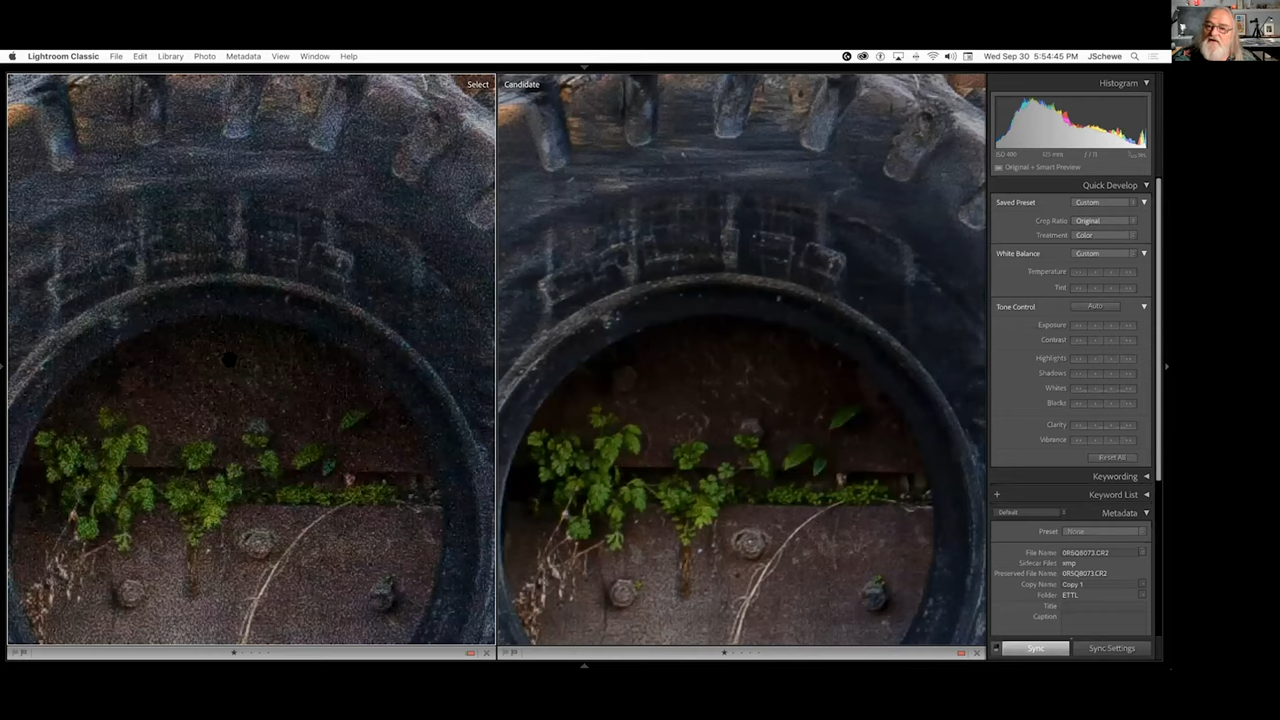 Lightroom Classic File Edit Library Photo Metadata View Window Help Wed Sep 30 5:54:45 PM JSchewe
Select
Candidate
Histogram
ISO 400 125 mm f / 11
Original + Smart Preview
Quick Develop
Saved Preset Custom
Crop Ratio Original
Treatment Color
White Balance Custom
Temperature
Tint
Tone Control Auto
Exposure
Contrast
Highlights
Shadows
Whites
Blacks
Clarity
Vibrance
Reset All
Keywording
+ Keyword List
Default Metadata
Preset None
File Name 0R5Q8073.CR2
Sidecar Files xmp
Preserved File Name 0R5Q8073.CR2
Copy Name Copy 1
Folder ETTL
Title
Caption
Sync Sync Settings